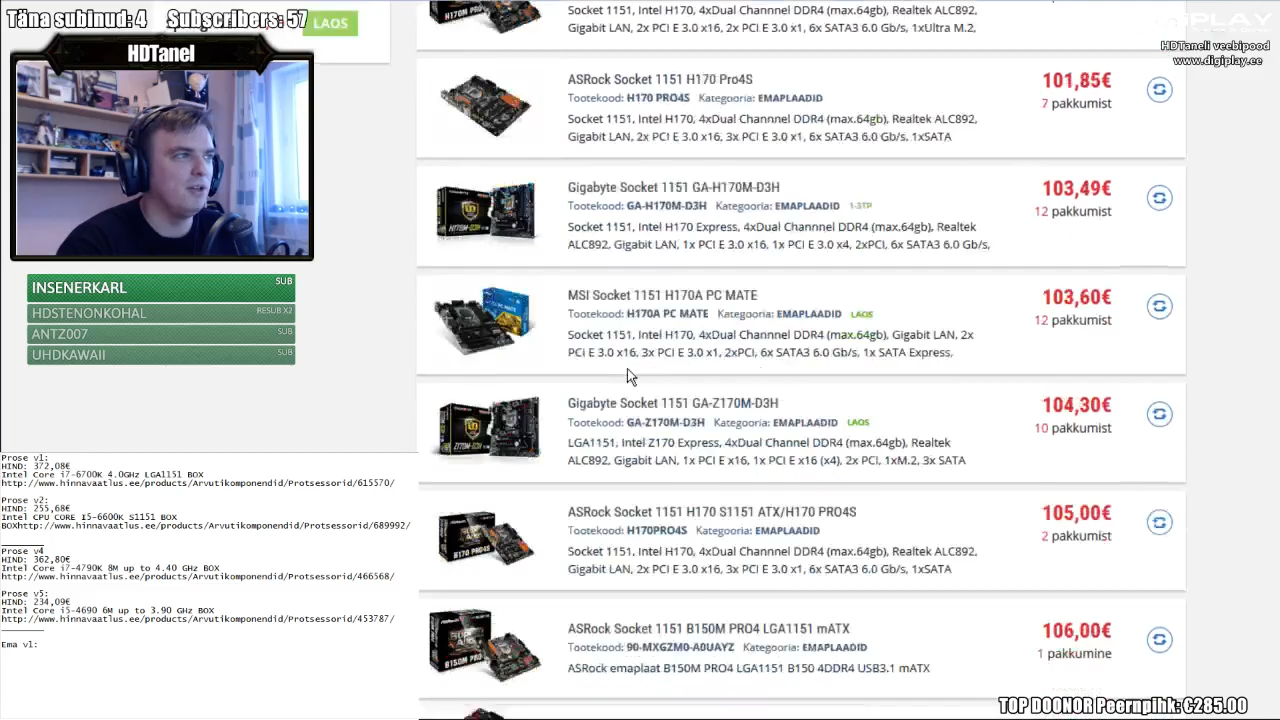 Täna subinud: 4
Subscribers: 57
LAOS
HDTanel
INSENERKARL SUB
HDSTENONKOHAL RESUB X2
ANTZ007 SUB
UHDKAWAII SUB
Prose v1:
HIND: 372,08€
Intel Core i7-6700K 4.0GHz LGA1151 BOX
http://www.hinnavaatlus.ee/products/Arvutikomponendid/Protsessorid/615570/
Prose v2:
HIND: 255,68€
Intel CPU CORE I5-6600K S1151 BOX
BOXhttp://www.hinnavaatlus.ee/products/Arvutikomponendid/Protsessorid/689992/
Prose v4
HIND: 362,80€
Intel Core i7-4790K 8M up to 4.40 GHz BOX
http://www.hinnavaatlus.ee/products/Arvutikomponendid/Protsessorid/466568/
Prose v5:
HIND: 234,09€
Intel Core i5-4690 6M up to 3.90 GHz BOX
http://www.hinnavaatlus.ee/products/Arvutikomponendid/Protsessorid/453787/
Ema v1:
Socket 1151, Intel H170, 4xDual Channnel DDR4 (max.64gb), Realtek ALC892,
Gigabit LAN, 2x PCI E 3.0 x16, 2x PCI E 3.0 x1, 6x SATA3 6.0 Gb/s, 1xUltra M.2,
HDTaneli veebipood
www.digiplay.ee
ASRock Socket 1151 H170 Pro4S
Tootekood: H170 PRO4S Kategooria: EMAPLAADID
Socket 1151, Intel H170, 4xDual Channnel DDR4 (max.64gb), Realtek ALC892,
Gigabit LAN, 2x PCI E 3.0 x16, 3x PCI E 3.0 x1, 6x SATA3 6.0 Gb/s, 1xSATA
101,85€
7 pakkumist
Gigabyte Socket 1151 GA-H170M-D3H
Tootekood: GA-H170M-D3H Kategooria: EMAPLAADID 1-3TP
Socket 1151, Intel H170 Express, 4xDual Channnel DDR4 (max.64gb), Realtek
ALC892, Gigabit LAN, 1x PCI E 3.0 x16, 1x PCI E 3.0 x4, 2xPCI, 6x SATA3 6.0 Gb/s,
103,49€
12 pakkumist
MSI Socket 1151 H170A PC MATE
Tootekood: H170A PC MATE Kategooria: EMAPLAADID LAOS
Socket 1151, Intel H170, 4xDual Channnel DDR4 (max.64gb), Gigabit LAN, 2x
PCI E 3.0 x16, 3x PCI E 3.0 x1, 2xPCI, 6x SATA3 6.0 Gb/s, 1x SATA Express,
103,60€
12 pakkumist
Gigabyte Socket 1151 GA-Z170M-D3H
Tootekood: GA-Z170M-D3H Kategooria: EMAPLAADID LAOS
LGA1151, Intel Z170 Express, 4xDual Channnel DDR4 (max.64gb), Realtek
ALC892, Gigabit LAN, 1x PCI E x16, 1x PCI E x16 (x4), 2x PCI, 1xM.2, 3x SATA
104,30€
10 pakkumist
ASRock Socket 1151 H170 S1151 ATX/H170 PRO4S
Tootekood: H170PRO4S Kategooria: EMAPLAADID
Socket 1151, Intel H170, 4xDual Channnel DDR4 (max.64gb), Realtek ALC892,
Gigabit LAN, 2x PCI E 3.0 x16, 3x PCI E 3.0 x1, 6x SATA3 6.0 Gb/s, 1xSATA
105,00€
2 pakkumist
ASRock Socket 1151 B150M PRO4 LGA1151 mATX
Tootekood: 90-MXGZM0-A0UAYZ Kategooria: EMAPLAADID
ASRock emaplaat B150M PRO4 LGA1151 B150 4DDR4 USB3.1 mATX
106,00€
1 pakkumine
TOP DOONOR Peernpihk: €285.00